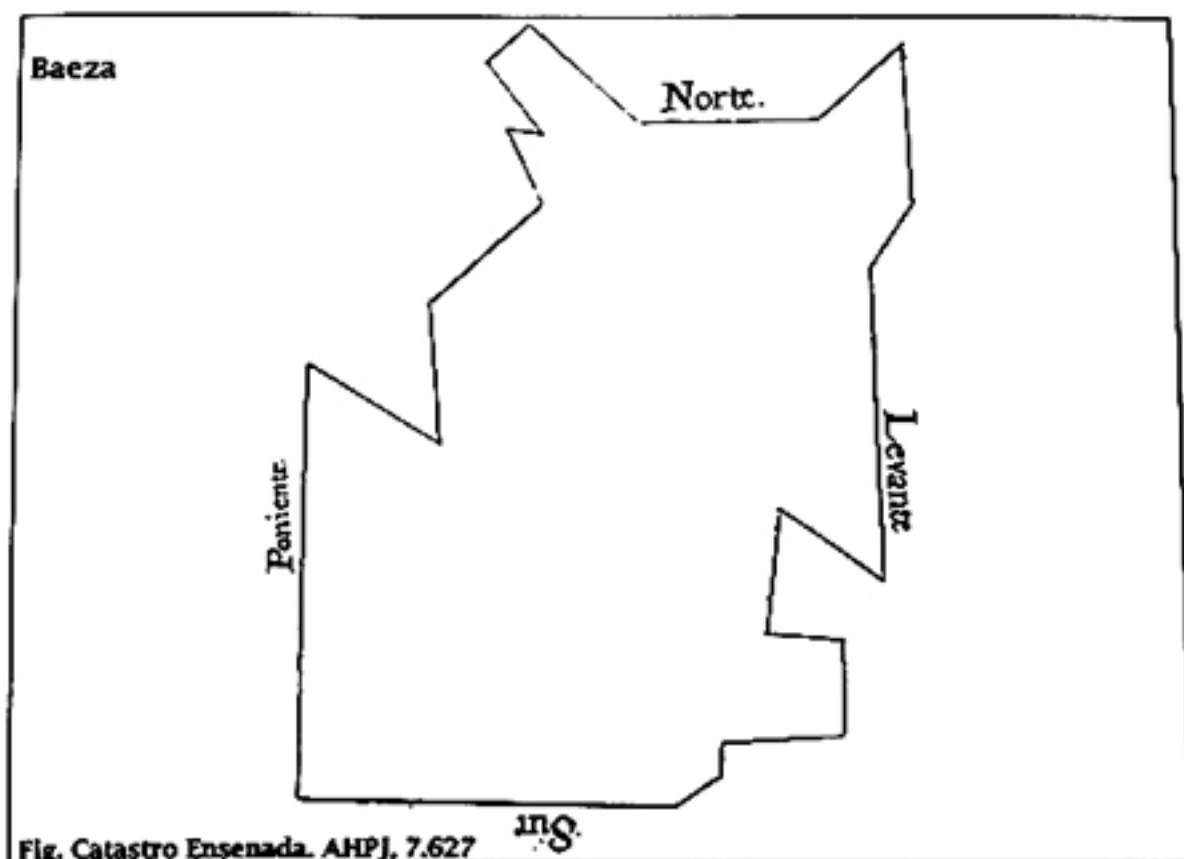 Baeza
Norte.
Levante
Poniente.
Sur.
Fig. Catastro Ensenada. AHPJ, 7.627